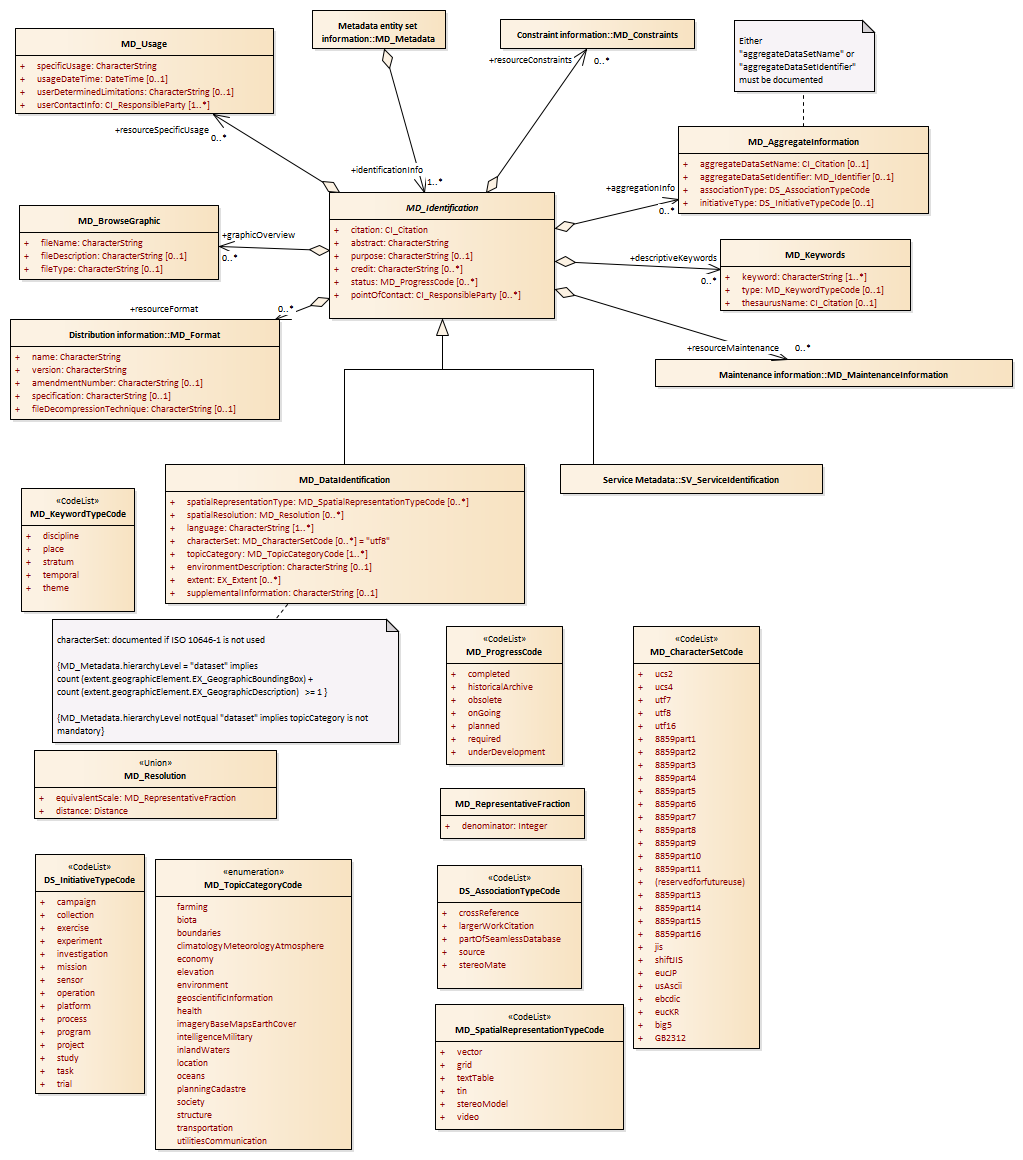 MD_Usage
+ specificUsage: CharacterString
+ usageDateTime: DateTime [0..1]
+ userDeterminedLimitations: CharacterString [0..1]
+ userContactInfo: CI_ResponsibleParty [1..*]
Metadata entity set
information::MD_Metadata
Constraint information::MD_Constraints
Either
"aggregateDataSetName" or
"aggregateDataSetIdentifier"
must be documented
+resourceConstraints
0..*
+resourceSpecificUsage
0..*
+identificationInfo
1..*
MD_AggregateInformation
+ aggregateDataSetName: CI_Citation [0..1]
+ aggregateDataSetIdentifier: MD_Identifier [0..1]
+ associationType: DS_AssociationTypeCode
+ initiativeType: DS_InitiativeTypeCode [0..1]
+aggregationInfo
0..*
MD_Identification
+ citation: CI_Citation
+ abstract: CharacterString
+ purpose: CharacterString [0..1]
+ credit: CharacterString [0..*]
+ status: MD_ProgressCode [0..*]
+ pointOfContact: CI_ResponsibleParty [0..*]
MD_BrowseGraphic
+ fileName: CharacterString
+ fileDescription: CharacterString [0..1]
+ fileType: CharacterString [0..1]
+graphicOverview
0..*
+descriptiveKeywords
0..*
MD_Keywords
+ keyword: CharacterString [1..*]
+ type: MD_KeywordTypeCode [0..1]
+ thesaurusName: CI_Citation [0..1]
+resourceFormat
0..*
Distribution information::MD_Format
+ name: CharacterString
+ version: CharacterString
+ amendmentNumber: CharacterString [0..1]
+ specification: CharacterString [0..1]
+ fileDecompressionTechnique: CharacterString [0..1]
+resourceMaintenance
0..*
Maintenance information::MD_MaintenanceInformation
MD_DataIdentification
+ spatialRepresentationType: MD_SpatialRepresentationTypeCode [0..*]
+ spatialResolution: MD_Resolution [0..*]
+ language: CharacterString [1..*]
+ characterSet: MD_CharacterSetCode [0..*] = "utf8"
+ topicCategory: MD_TopicCategoryCode [1..*]
+ environmentDescription: CharacterString [0..1]
+ extent: EX_Extent [0..*]
+ supplementalInformation: CharacterString [0..1]
Service Metadata::SV_ServiceIdentification
«CodeList»
MD_KeywordTypeCode
+ discipline
+ place
+ stratum
+ temporal
+ theme
characterSet: documented if ISO 10646-1 is not used
{MD_Metadata.hierarchyLevel = "dataset" implies
count (extent.geographicElement.EX_GeographicBoundingBox) +
count (extent.geographicElement.EX_GeographicDescription) >= 1 }
{MD_Metadata.hierarchyLevel notEqual "dataset" implies topicCategory is not
mandatory}
«CodeList»
MD_ProgressCode
+ completed
+ historicalArchive
+ obsolete
+ onGoing
+ planned
+ required
+ underDevelopment
«CodeList»
MD_CharacterSetCode
+ ucs2
+ ucs4
+ utf7
+ utf8
+ utf16
+ 8859part1
+ 8859part2
+ 8859part3
+ 8859part4
+ 8859part5
+ 8859part6
+ 8859part7
+ 8859part8
+ 8859part9
+ 8859part10
+ 8859part11
+ (reservedforfutureuse)
+ 8859part13
+ 8859part14
+ 8859part15
+ 8859part16
+ jis
+ shiftJIS
+ eucJP
+ usAscii
+ ebcdic
+ eucKR
+ big5
+ GB2312
«Union»
MD_Resolution
+ equivalentScale: MD_RepresentativeFraction
+ distance: Distance
MD_RepresentativeFraction
+ denominator: Integer
«CodeList»
DS_InitiativeTypeCode
+ campaign
+ collection
+ exercise
+ experiment
+ investigation
+ mission
+ sensor
+ operation
+ platform
+ process
+ program
+ project
+ study
+ task
+ trial
«enumeration»
MD_TopicCategoryCode
farming
biota
boundaries
climatologyMeteorologyAtmosphere
economy
elevation
environment
geoscientificInformation
health
imageryBaseMapsEarthCover
intelligenceMilitary
inlandWaters
location
oceans
planningCadastre
society
structure
transportation
utilitiesCommunication
«CodeList»
DS_AssociationTypeCode
+ crossReference
+ largerWorkCitation
+ partOfSeamlessDatabase
+ source
+ stereoMate
«CodeList»
MD_SpatialRepresentationTypeCode
+ vector
+ grid
+ textTable
+ tin
+ stereoModel
+ video